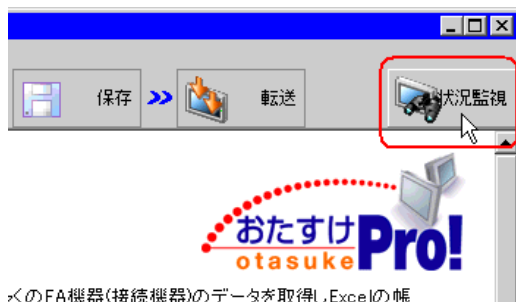 保存
転送
状況監視
おたすけ Pro!
otasuke
くのFA機器(接続機器)のデータを取得し,Excelの帳